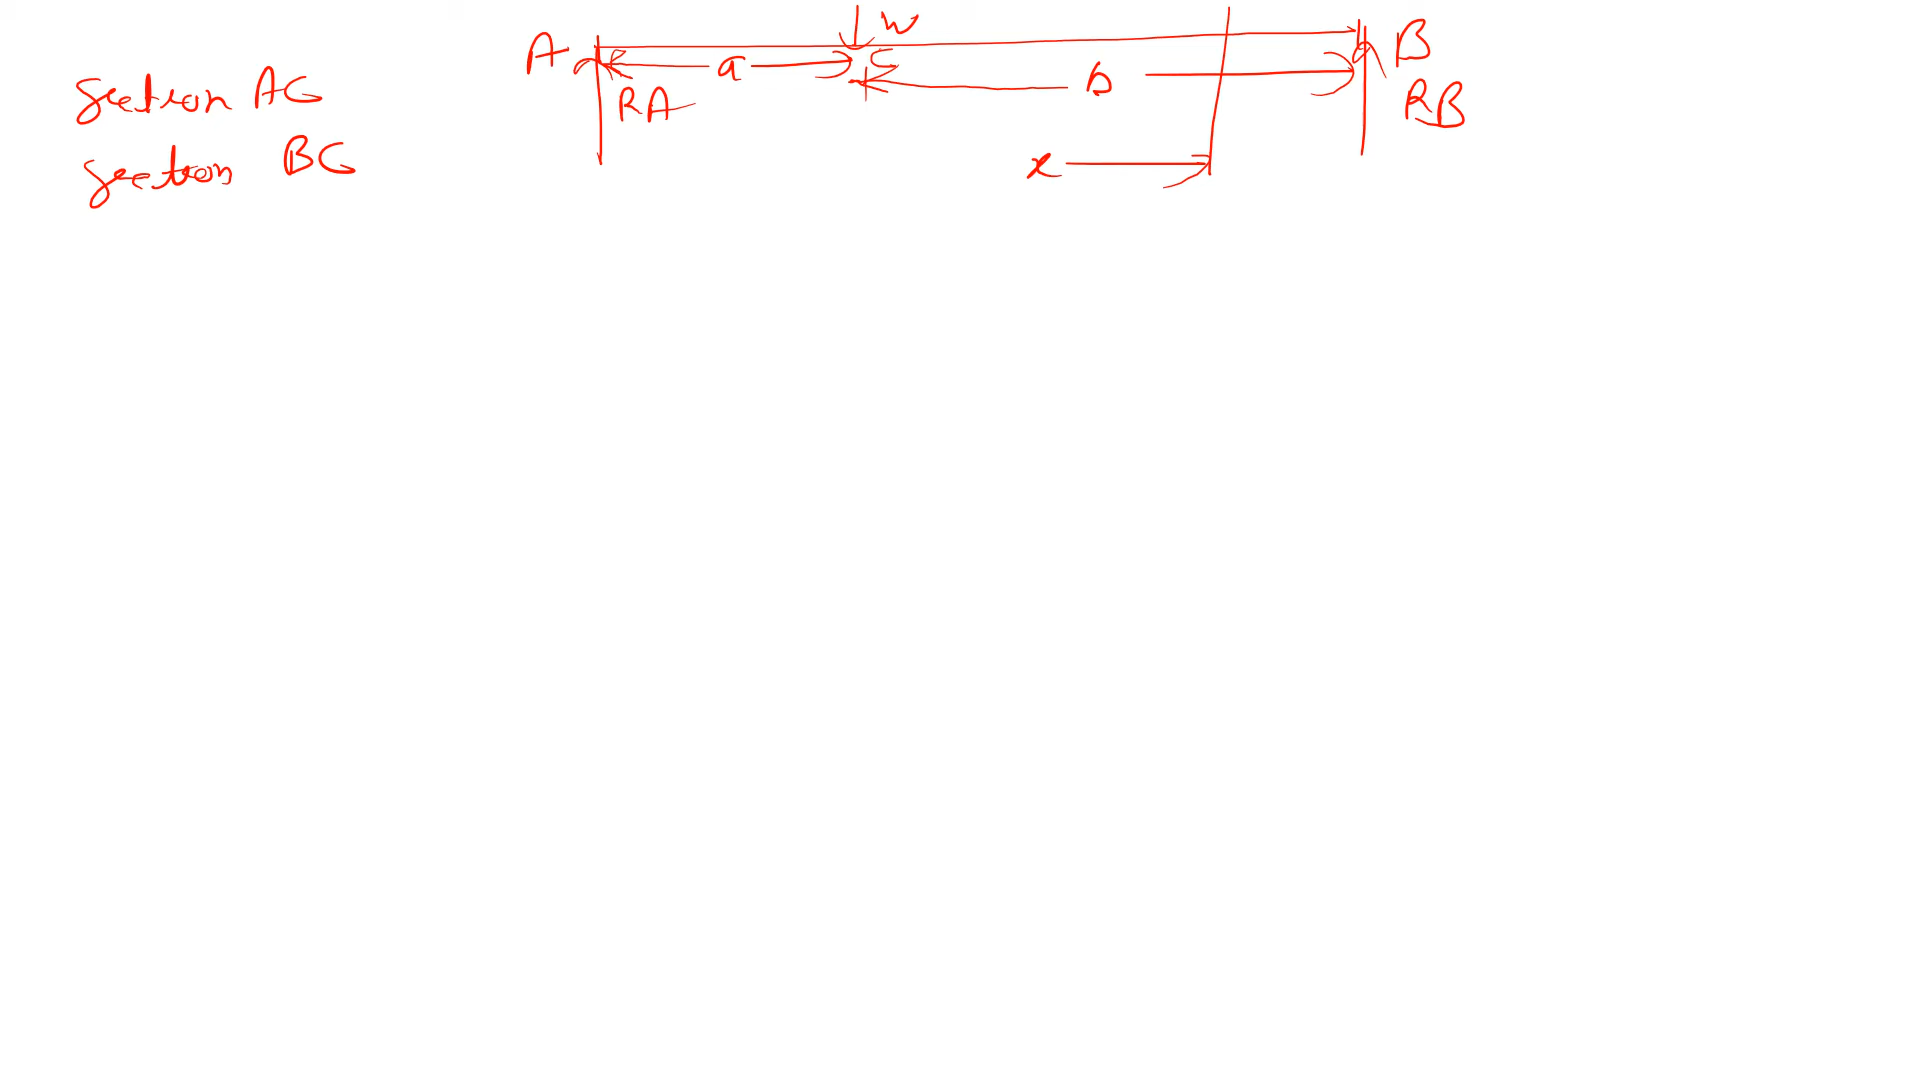 A a w C b B
RA RB
section AC
section BC
x